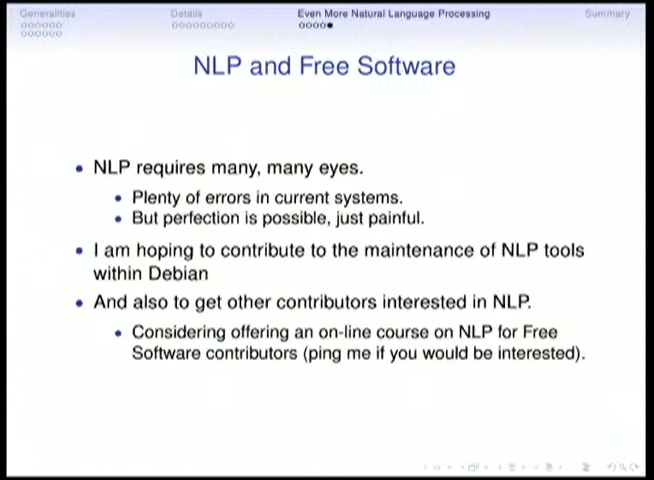 Generalities Details Even More Natural Language Processing Summary
NLP and Free Software
NLP requires many, many eyes.
Plenty of errors in current systems.
But perfection is possible, just painful.
I am hoping to contribute to the maintenance of NLP tools
within Debian
And also to get other contributors interested in NLP.
Considering offering an on-line course on NLP for Free
Software contributors (ping me if you would be interested).